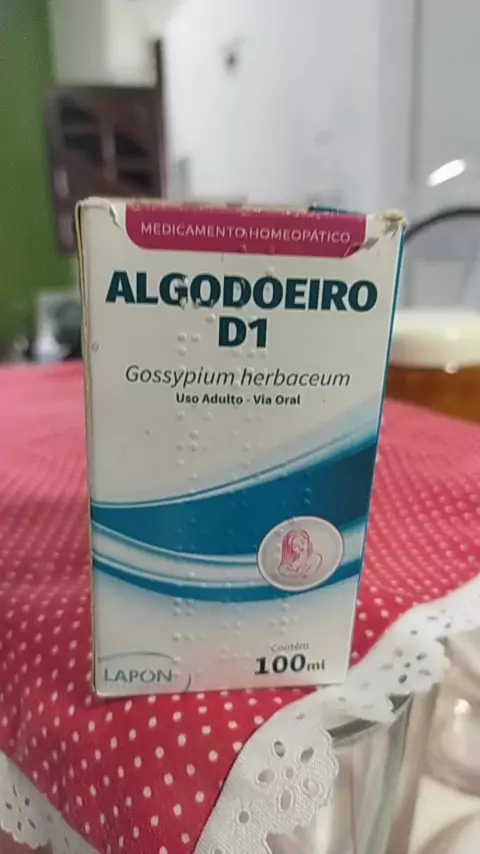 MEDICAMENTO HOMEOPÁTICO
ALGODOEIRO
D1
Gossypium herbaceum
Uso Adulto - Via Oral
Contém
100ml
LAPON